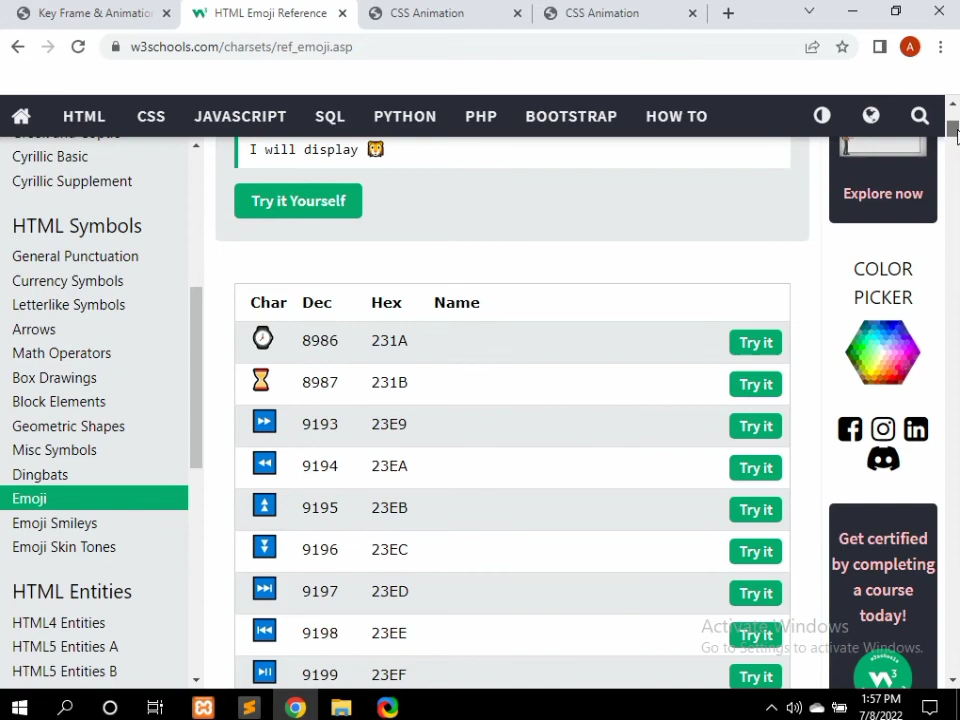 Key Frame & Animation
HTML Emoji Reference
CSS Animation
CSS Animation
w3schools.com/charsets/ref_emoji.asp
A
HTML
CSS
JAVASCRIPT
SQL
PYTHON
PHP
BOOTSTRAP
HOW TO
Cyrillic Basic
Cyrillic Supplement
HTML Symbols
General Punctuation
Currency Symbols
Letterlike Symbols
Arrows
Math Operators
Box Drawings
Block Elements
Geometric Shapes
Misc Symbols
Dingbats
Emoji
Emoji Smileys
Emoji Skin Tones
HTML Entities
HTML4 Entities
HTML5 Entities A
HTML5 Entities B
I will display 🐯
Try it Yourself
Char Dec Hex Name
⌚ 8986 231A Try it
⌛ 8987 231B Try it
⏩ 9193 23E9 Try it
⏪ 9194 23EA Try it
⏫ 9195 23EB Try it
⏬ 9196 23EC Try it
⏭ 9197 23ED Try it
⏮ 9198 23EE Try it
⏯ 9199 23EF Try it
Explore now
COLOR
PICKER
Get certified
by completing
a course
today!
w3schools
w3
Activate Windows
Go to Settings to activate Windows.
1:57 PM
7/8/2022